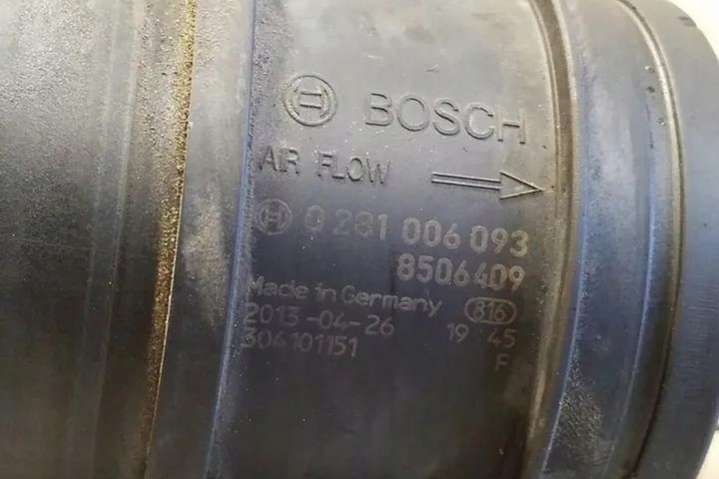 BOSCH
AIR FLOW
0 281 006 093
8506409
Made in Germany 816
2013-04-26 19:45
304101151 F